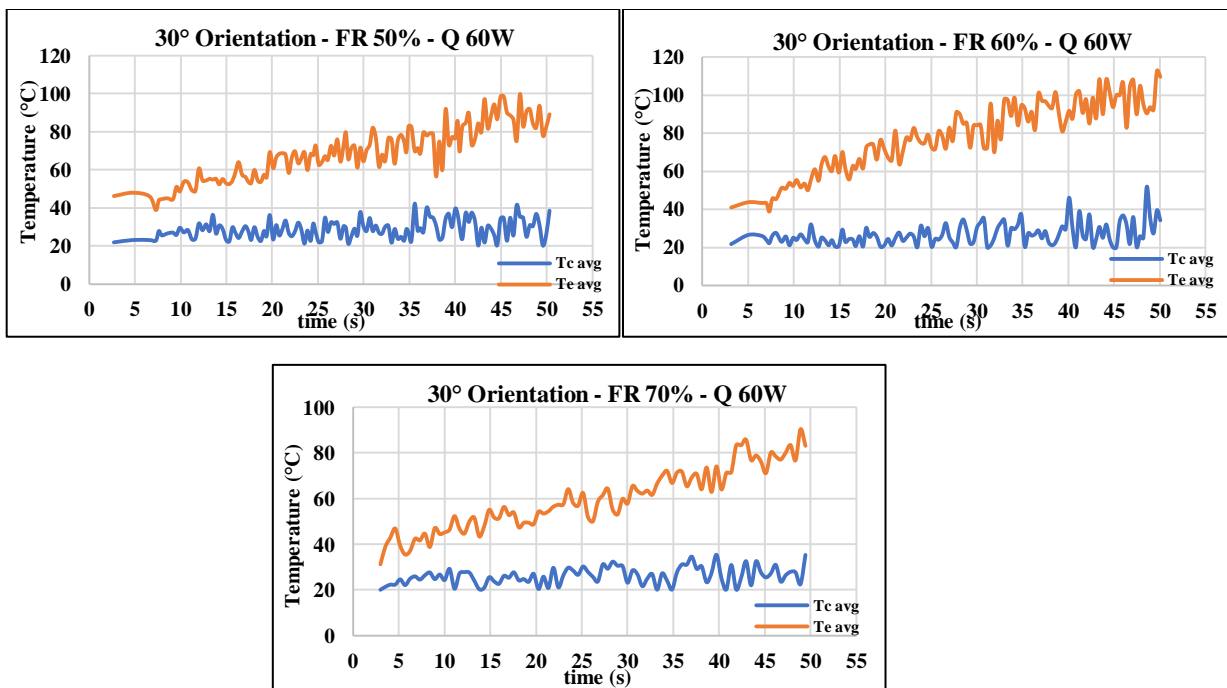 30° Orientation - FR 50% - Q 60W
Temperature (°C)
120
100
80
60
40
20
0
0 5 10 15 20 25 30 35 40 45 50 55
time (s)
Tc avg
Te avg
30° Orientation - FR 60% - Q 60W
Temperature (°C)
120
100
80
60
40
20
0
0 5 10 15 20 25 30 35 40 45 50 55
time (s)
Tc avg
Te avg
30° Orientation - FR 70% - Q 60W
Temperature (°C)
100
80
60
40
20
0
0 5 10 15 20 25 30 35 40 45 50 55
time (s)
Tc avg
Te avg